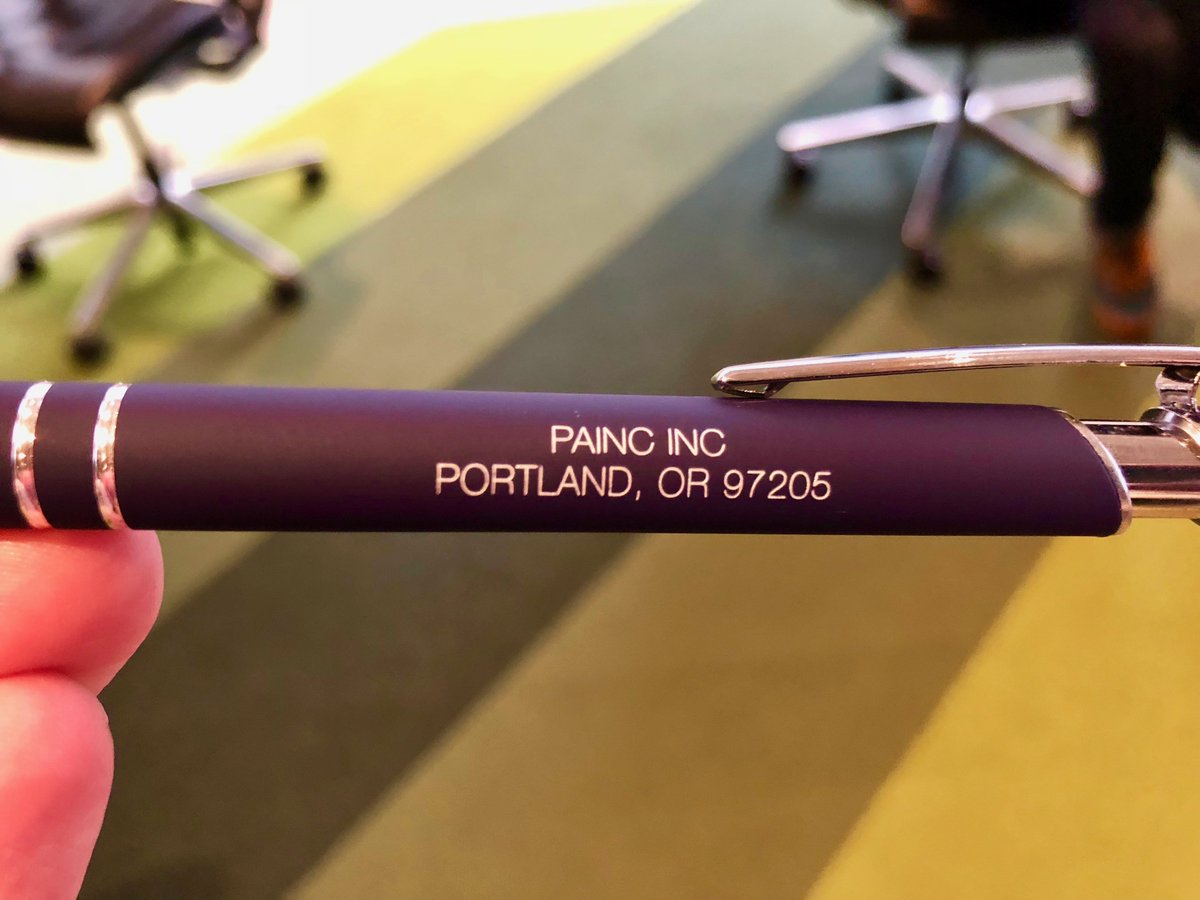 PAINC INC
PORTLAND, OR 97205